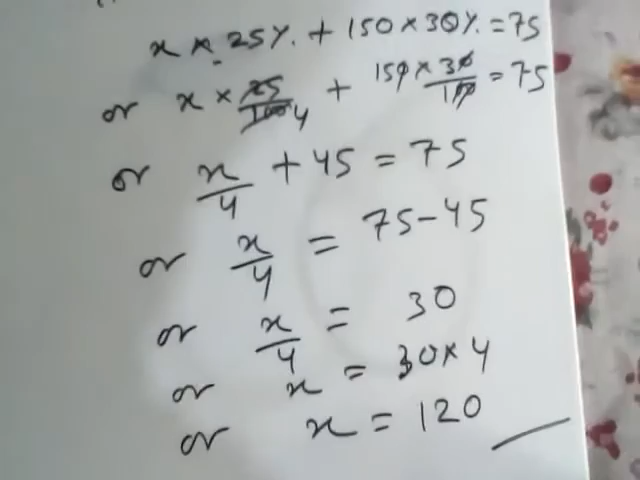 x × 25% + 150 × 30% = 75
or x × 25/100 4 + 150 × 30/100 = 75
or x/4 + 45 = 75
or x/4 = 75 - 45
or x/4 = 30
or x = 30 × 4
or x = 120